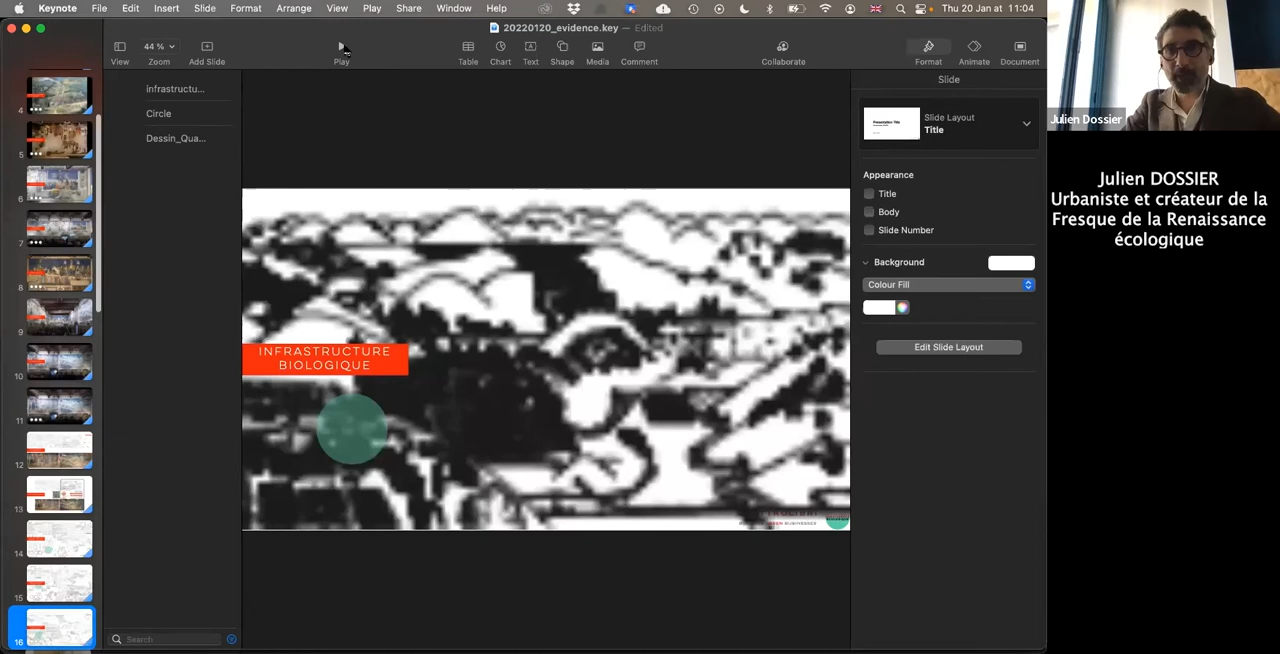 Keynote File Edit Insert Slide Format Arrange View Play Share Window Help Thu 20 Jan at 11:04
20220120_evidence.key — Edited
44 %
View Zoom Add Slide Play Table Chart Text Shape Media Comment Collaborate Format Animate Document
Slide
infrastructu...
Circle
Dessin_Qua...
4
5
6
7
8
9
10
11
12
13
14
15
16
INFRASTRUCTURE
BIOLOGIQUE
Search
Slide Layout
Title
Appearance
Title
Body
Slide Number
Background
Colour Fill
Edit Slide Layout
Julien Dossier
Julien DOSSIER
Urbaniste et créateur de la
Fresque de la Renaissance
écologique